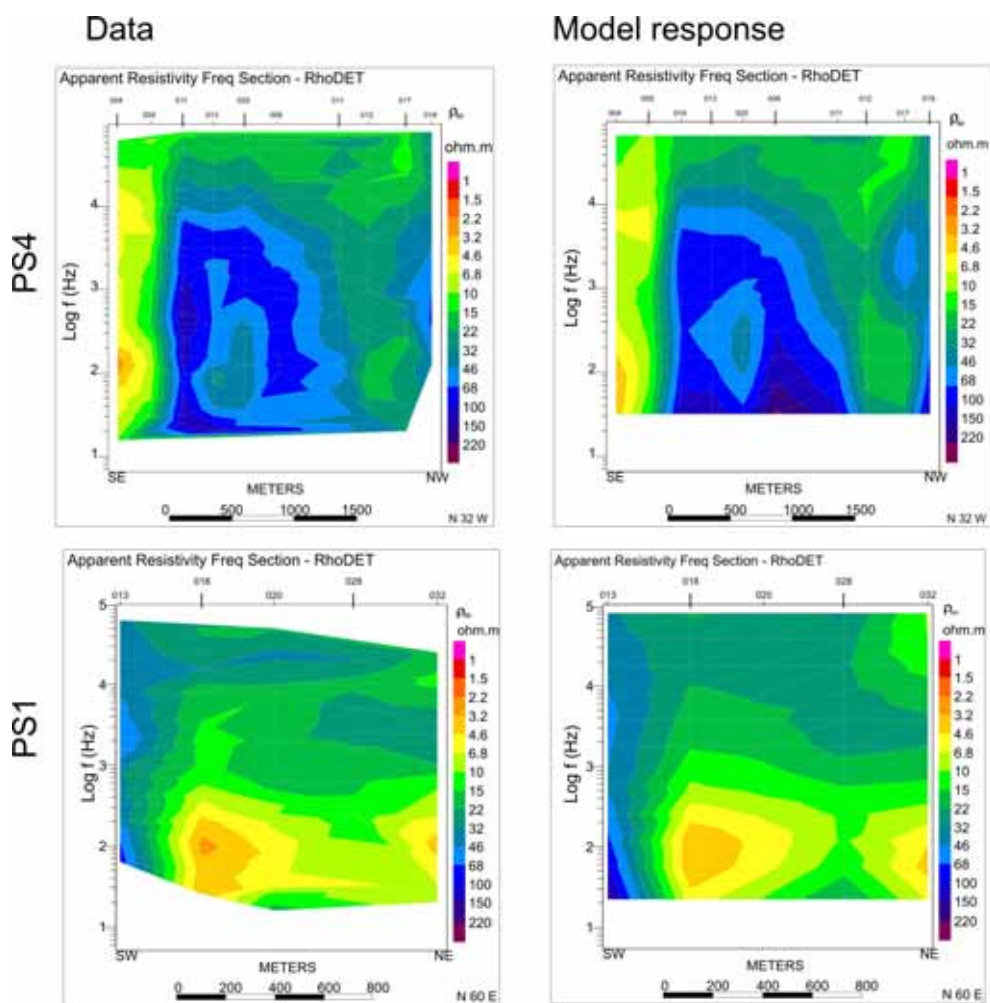 Data
Model response
PS4
Apparent Resistivity Freq Section - RhoDET
ohm.m
1
1.5
2.2
3.2
4.6
6.8
10
15
22
32
46
68
100
150
220
Log f (Hz)
4
3
2
1
SE
NW
METERS
0 500 1000 1500
N 32 W
Apparent Resistivity Freq Section - RhoDET
ohm.m
1
1.5
2.2
3.2
4.6
6.8
10
15
22
32
46
68
100
150
220
Log f (Hz)
4
3
2
1
SE
NW
METERS
0 500 1000 1500
N 32 W
PS1
Apparent Resistivity Freq Section - RhoDET
013 018 020 028 032
ohm.m
1
1.5
2.2
3.2
4.6
6.8
10
15
22
32
46
68
100
150
220
Log f (Hz)
5
4
3
2
1
SW
NE
METERS
0 200 400 600 800
N 60 E
Apparent Resistivity Freq Section - RhoDET
013 018 020 028 032
ohm.m
1
1.5
2.2
3.2
4.6
6.8
10
15
22
32
46
68
100
150
220
Log f (Hz)
5
4
3
2
1
SW
NE
METERS
0 200 400 600 800
N 60 E